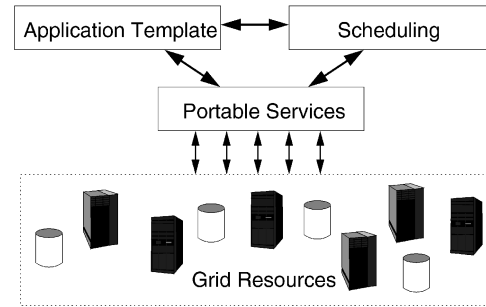 Application Template
Scheduling
Portable Services
Grid Resources